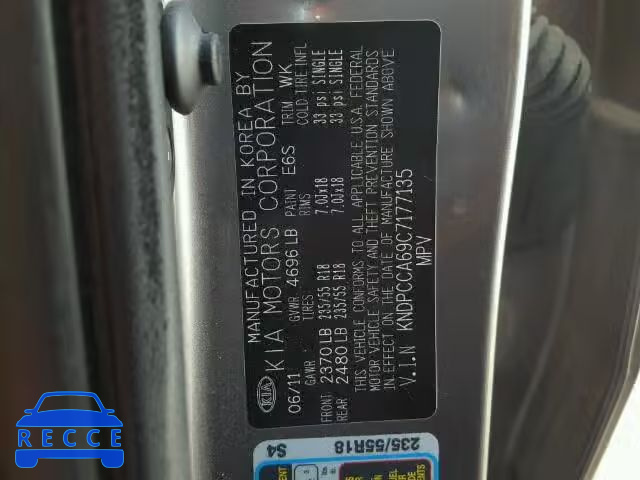 MANUFACTURED IN KOREA BY
KIA MOTORS CORPORATION
KIA
06/11 GVWR 4696 LB PAINT E6S TRIM WK
GAWR TIRES RIMS COLD TIRE INFL
FRONT 2370 LB 235/55 R18 7.0JX18 33 psi SINGLE
REAR 2480 LB 235/55 R18 7.0JX18 33 psi SINGLE
THIS VEHICLE CONFORMS TO ALL APPLICABLE U.S.A. FEDERAL
MOTOR VEHICLE SAFETY AND THEFT PREVENTION STANDARDS
IN EFFECT ON THE DATE OF MANUFACTURE SHOWN ABOVE.
V.I.N KNDPCCA69C7177135
MPV
S4 235/55R18
RECCE